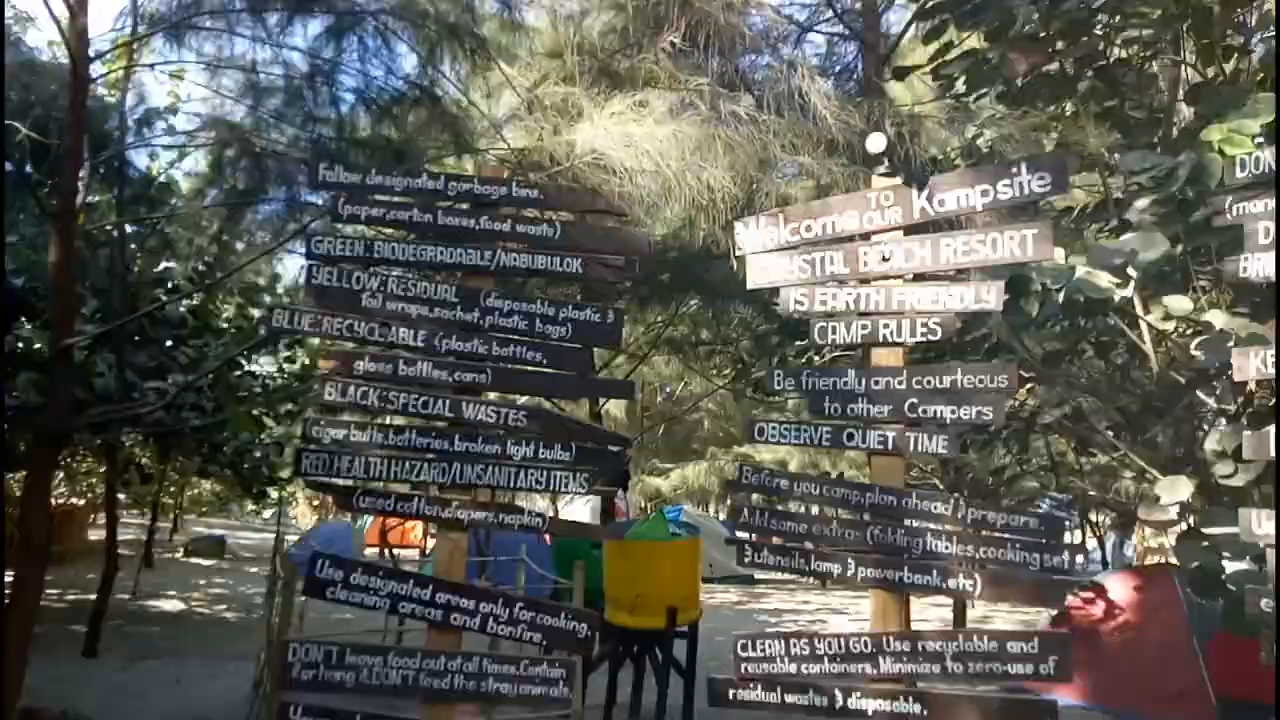 Follow designated garbage bins.
(paper,carton boxes,food waste)
GREEN: BIODEGRADABLE/NABUBULOK
YELLOW: RESIDUAL (disposable plastic &
foil wraps,sachet,plastic bags)
BLUE:RECYCLABLE (plastic bottles,
glass bottles,cans)
BLACK:SPECIAL WASTES
(cigar butts,batteries,broken light bulbs)
RED:HEALTH HAZARD/UNSANITARY ITEMS
(used cotton,diapers,napkin)
Use designated areas only for cooking,
cleaning areas and bonfire.
DON'T leave food out at all times.Contain
& DON'T feed the stray animals.
Welcome TO OUR Kampsite
CRYSTAL BEACH RESORT
IS EARTH FRIENDLY
CAMP RULES
Be friendly and courteous
to other Campers
OBSERVE QUIET TIME
Before you camp,plan ahead & prepare.
Add some extras (folding tables,cooking set
& utensils,lamp & powerbank,etc)
CLEAN AS YOU GO. Use recyclable and
reusable containers. Minimize to zero-use of
residual wastes & disposable.
DON
(man
D
BRI
KE